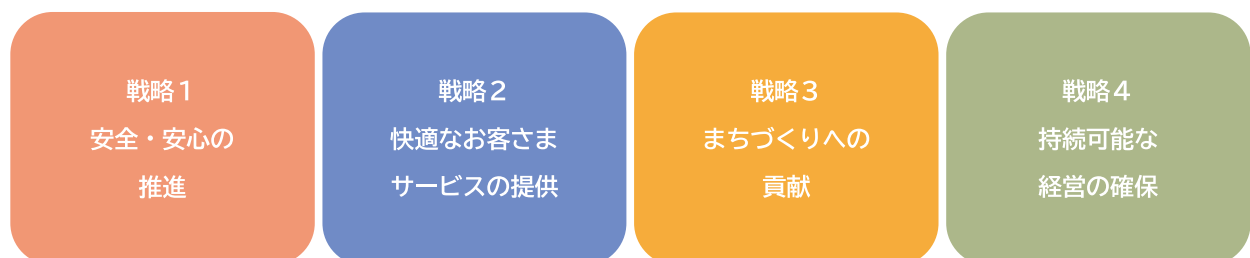 戦略１
安全・安心の
推進
戦略２
快適なお客さま
サービスの提供
戦略３
まちづくりへの
貢献
戦略４
持続可能な
経営の確保